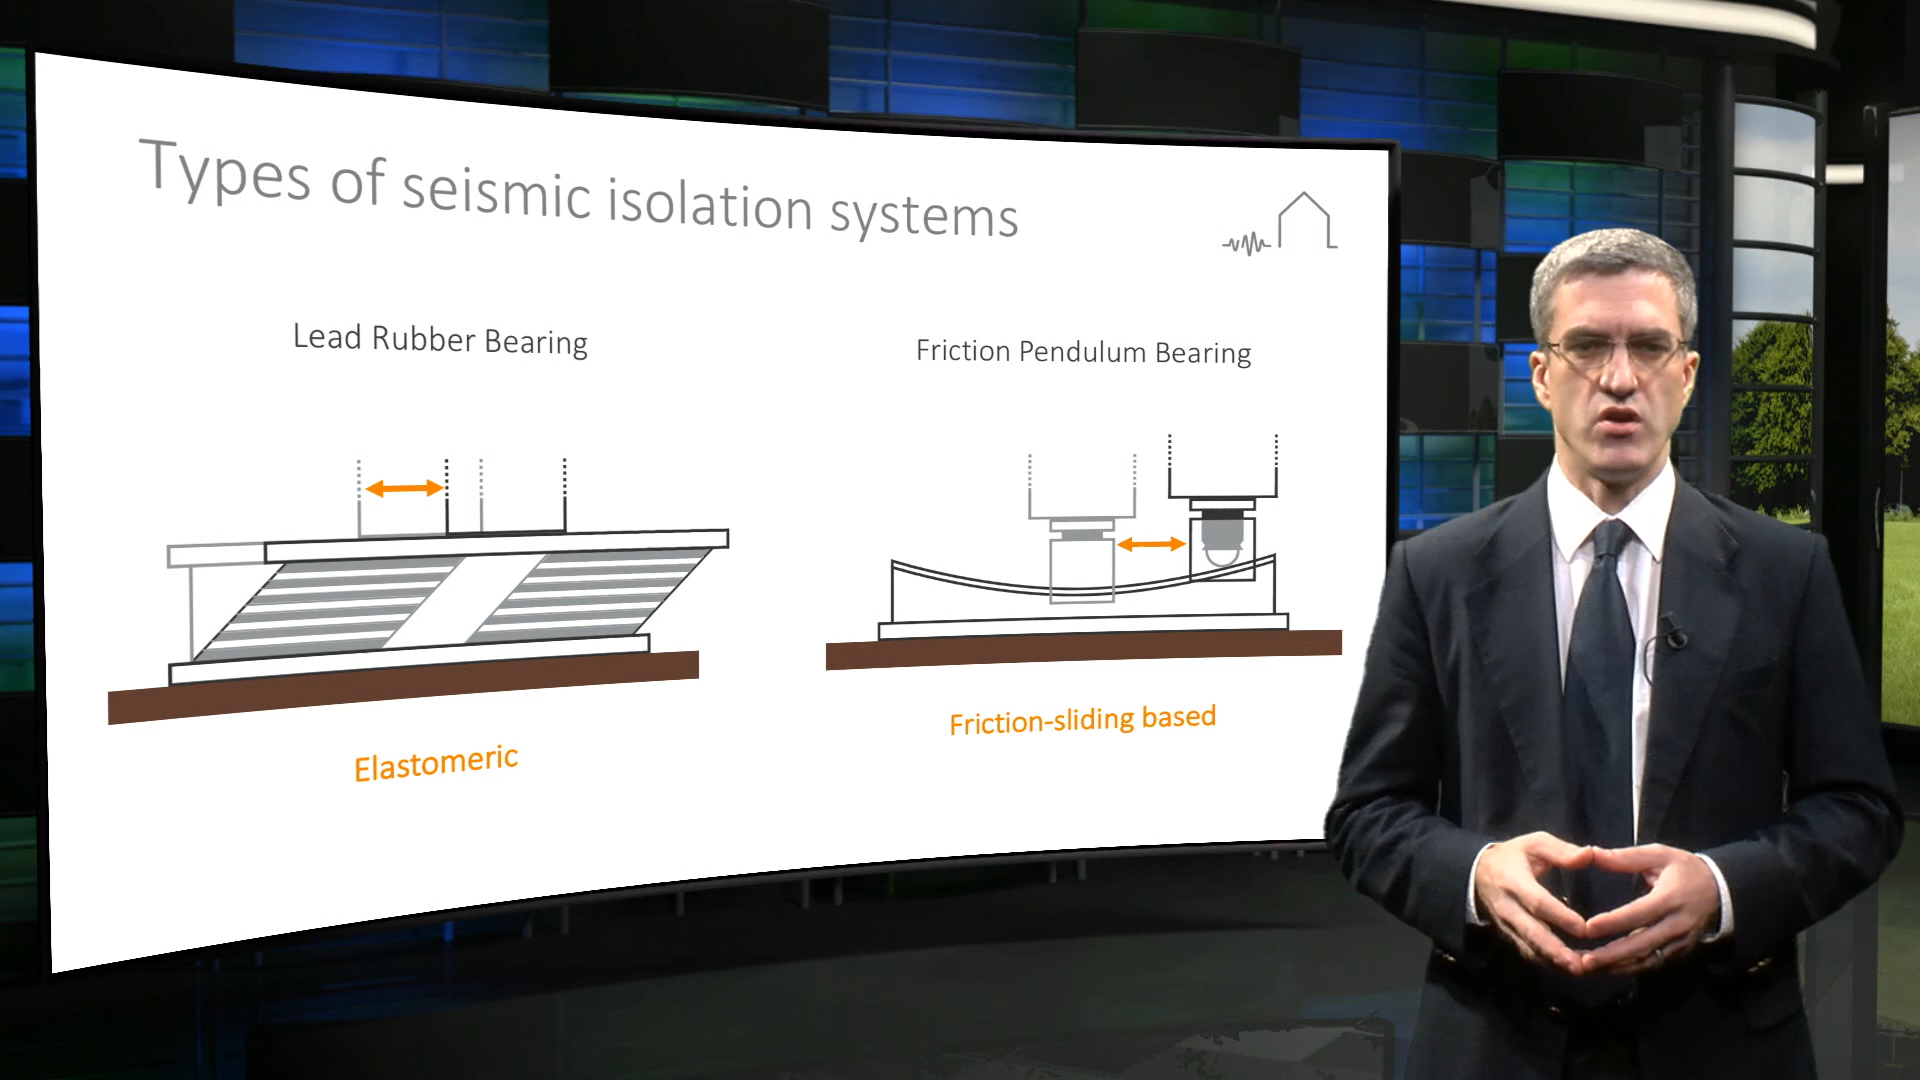 Types of seismic isolation systems
Lead Rubber Bearing
Friction Pendulum Bearing
Elastomeric
Friction-sliding based